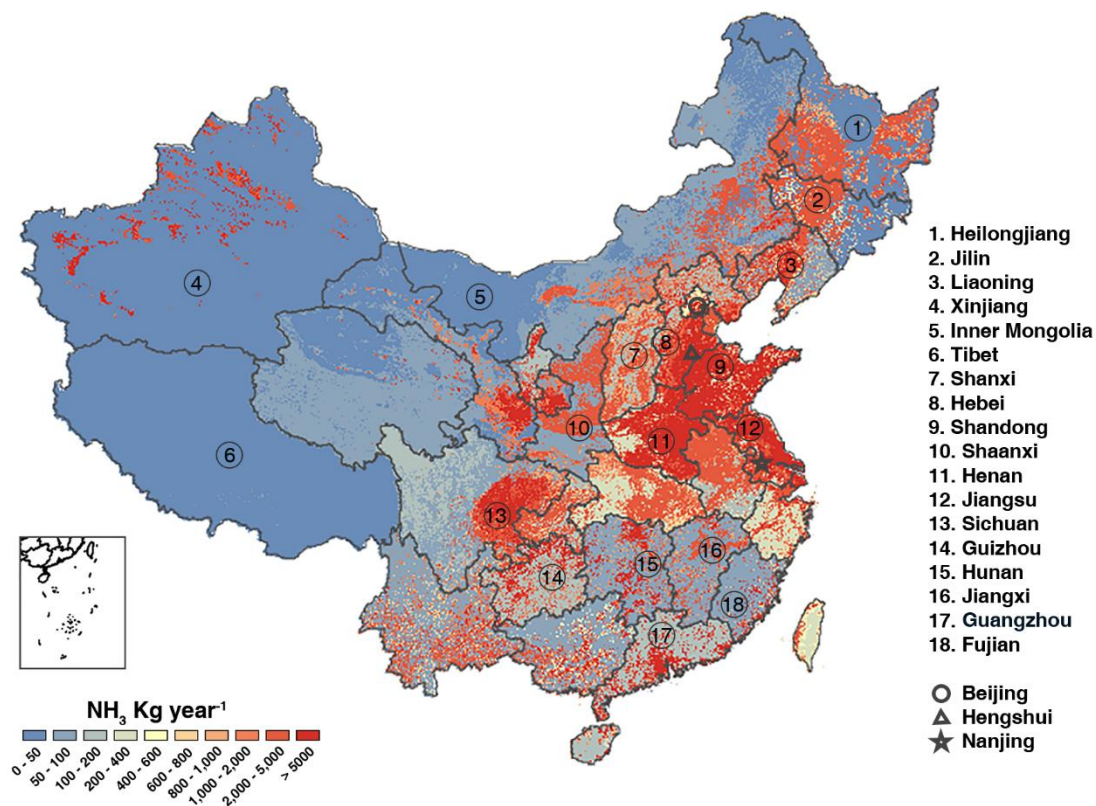 1
2
3
4
5
6
7
8
9
10
11
12
13
14
15
16
17
18
1. Heilongjiang
2. Jilin
3. Liaoning
4. Xinjiang
5. Inner Mongolia
6. Tibet
7. Shanxi
8. Hebei
9. Shandong
10. Shaanxi
11. Henan
12. Jiangsu
13. Sichuan
14. Guizhou
15. Hunan
16. Jiangxi
17. Guangzhou
18. Fujian
Beijing
Hengshui
Nanjing
NH₃ Kg year⁻¹
0 - 50
50 - 100
100 - 200
200 - 400
400 - 600
600 - 800
800 - 1,000
1,000 - 2,000
2,000 - 5,000
> 5000